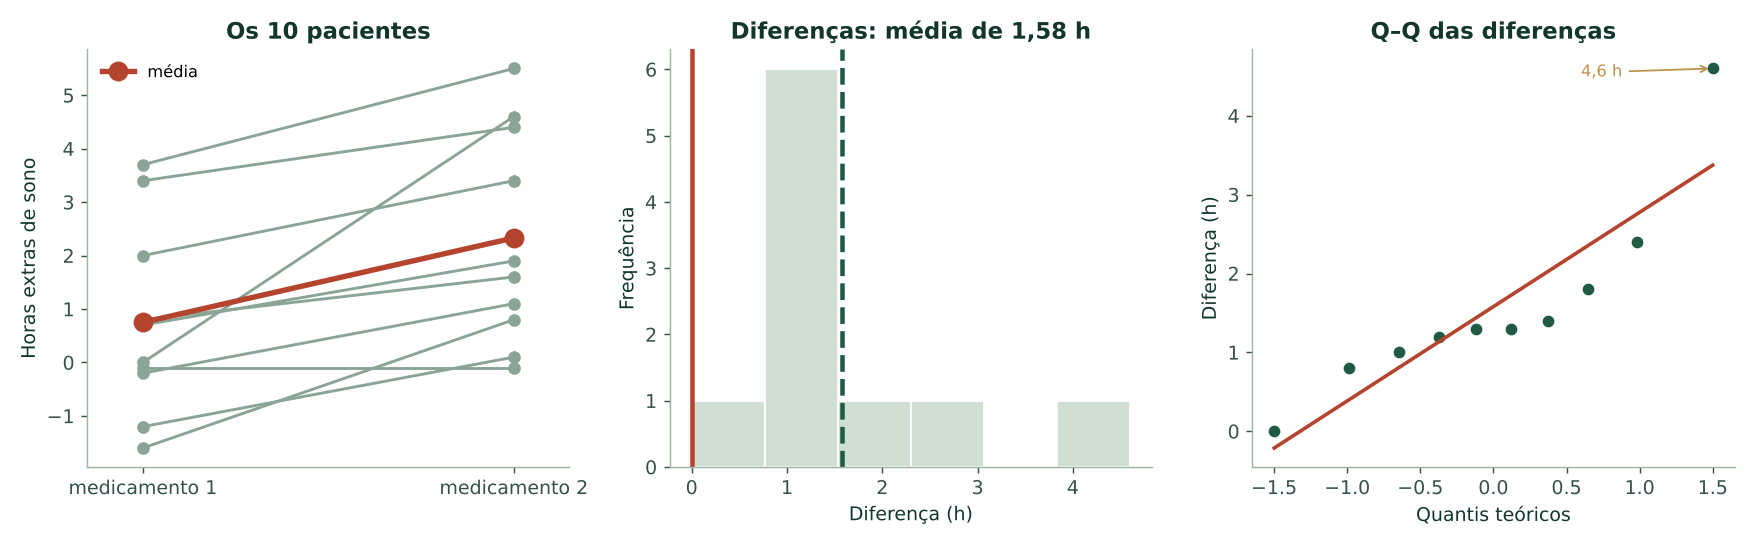 Os 10 pacientes
média
Horas extras de sono
5
4
3
2
1
0
−1
medicamento 1
medicamento 2
Diferenças: média de 1,58 h
Frequência
6
5
4
3
2
1
0
0
1
2
3
4
Diferença (h)
Q–Q das diferenças
4,6 h
Diferença (h)
4
3
2
1
0
−1.5
−1.0
−0.5
0.0
0.5
1.0
1.5
Quantis teóricos